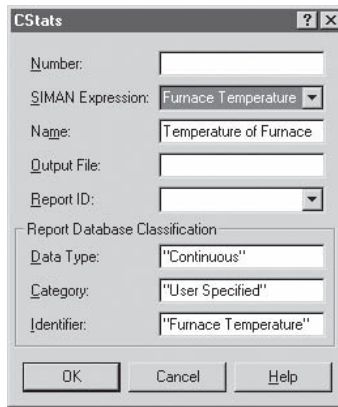 CStats
Number:
SIMAN Expression: Furnace Temperature
Name: Temperature of Furnace
Output File:
Report ID:
Report Database Classification
Data Type: "Continuous"
Category: "User Specified"
Identifier: "Furnace Temperature"
OK Cancel Help